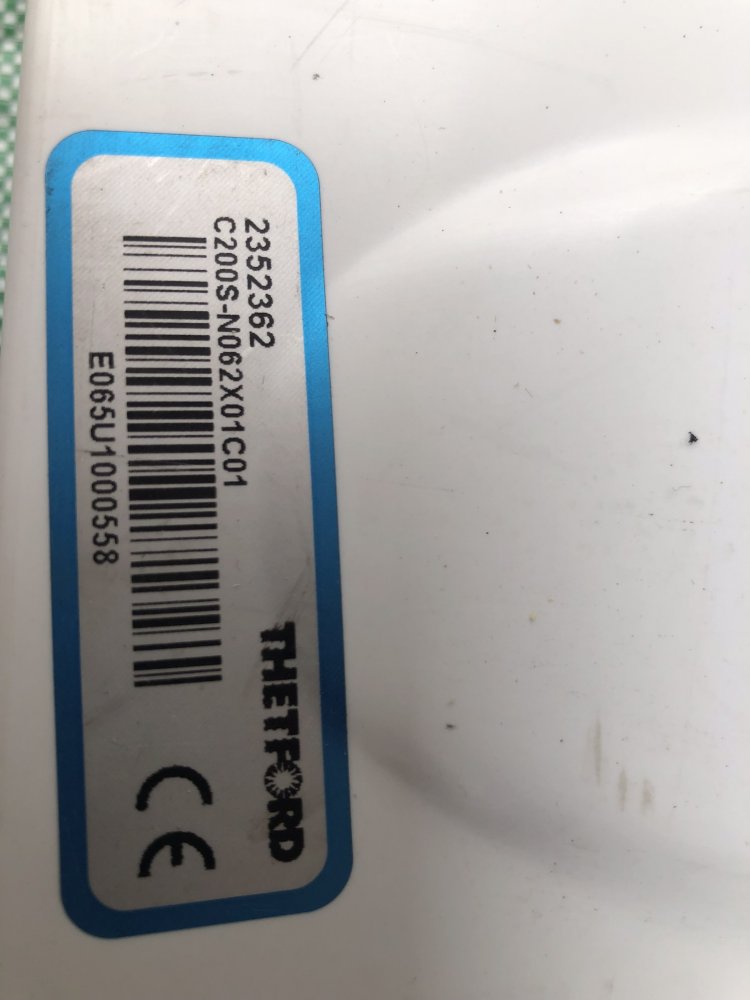 2352362
C200S-N062X01C01
E065U1000558
THETFORD
CE